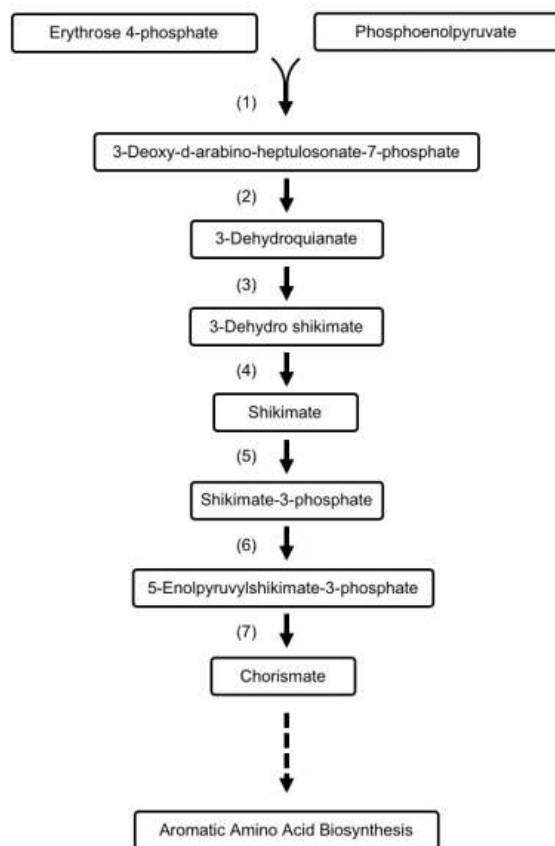 Erythrose 4-phosphate
Phosphoenolpyruvate
(1)
3-Deoxy-d-arabino-heptulosonate-7-phosphate
(2)
3-Dehydroquianate
(3)
3-Dehydro shikimate
(4)
Shikimate
(5)
Shikimate-3-phosphate
(6)
5-Enolpyruvylshikimate-3-phosphate
(7)
Chorismate
Aromatic Amino Acid Biosynthesis